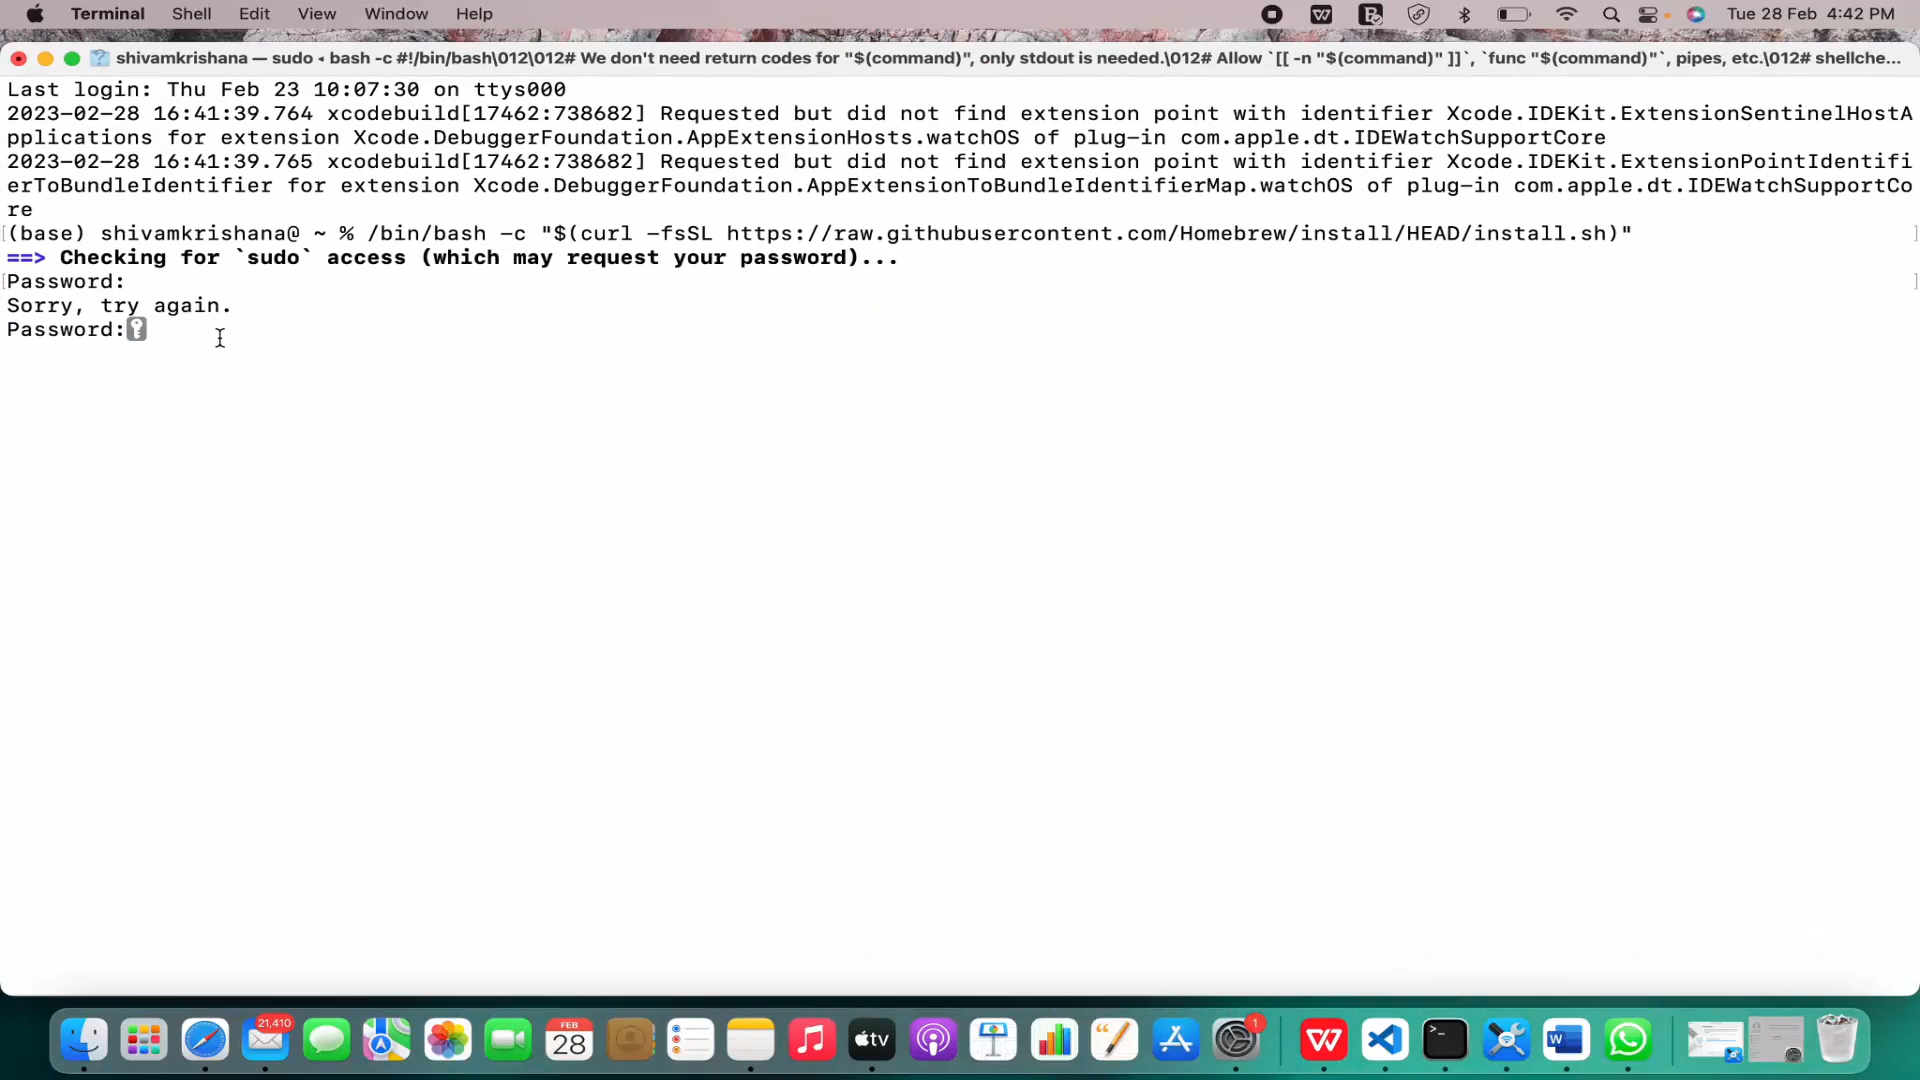 Terminal Shell Edit View Window Help Tue 28 Feb 4:42 PM
shivamkrishana — sudo ◂ bash -c #!/bin/bash\012\012# We don't need return codes for "$(command)", only stdout is needed.\012# Allow `[[ -n "$(command)" ]]`, `func "$(command)"`, pipes, etc.\012# shellche...
Last login: Thu Feb 23 10:07:30 on ttys000
2023-02-28 16:41:39.764 xcodebuild[17462:738682] Requested but did not find extension point with identifier Xcode.IDEKit.ExtensionSentinelHostA
pplications for extension Xcode.DebuggerFoundation.AppExtensionHosts.watchOS of plug-in com.apple.dt.IDEWatchSupportCore
2023-02-28 16:41:39.765 xcodebuild[17462:738682] Requested but did not find extension point with identifier Xcode.IDEKit.ExtensionPointIdentifi
erToBundleIdentifier for extension Xcode.DebuggerFoundation.AppExtensionToBundleIdentifierMap.watchOS of plug-in com.apple.dt.IDEWatchSupportCo
re
(base) shivamkrishana@ ~ % /bin/bash -c "$(curl -fsSL https://raw.githubusercontent.com/Homebrew/install/HEAD/install.sh)"
==> Checking for `sudo` access (which may request your password)...
Password:
Sorry, try again.
Password:
21,410
FEB
28
tv
1